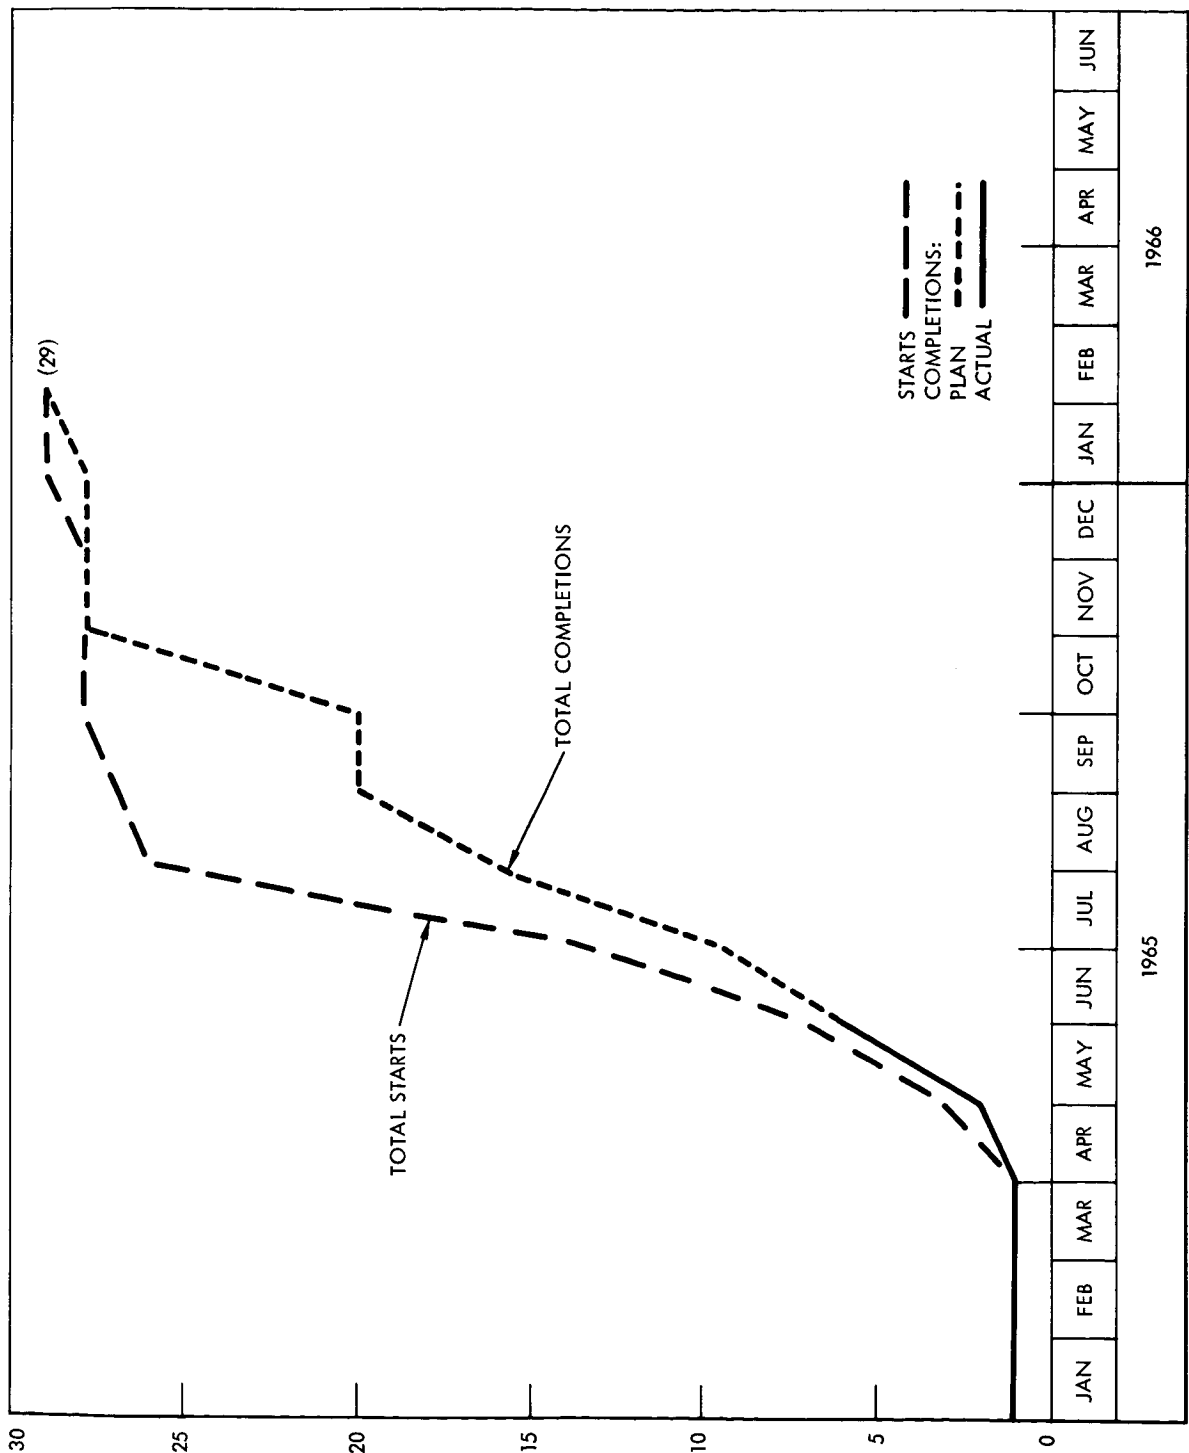 30
25
20
15
10
5
0
(29)
TOTAL STARTS
TOTAL COMPLETIONS
STARTS
COMPLETIONS:
PLAN
ACTUAL
JAN FEB MAR APR MAY JUN JUL AUG SEP OCT NOV DEC JAN FEB MAR APR MAY JUN
1965 1966